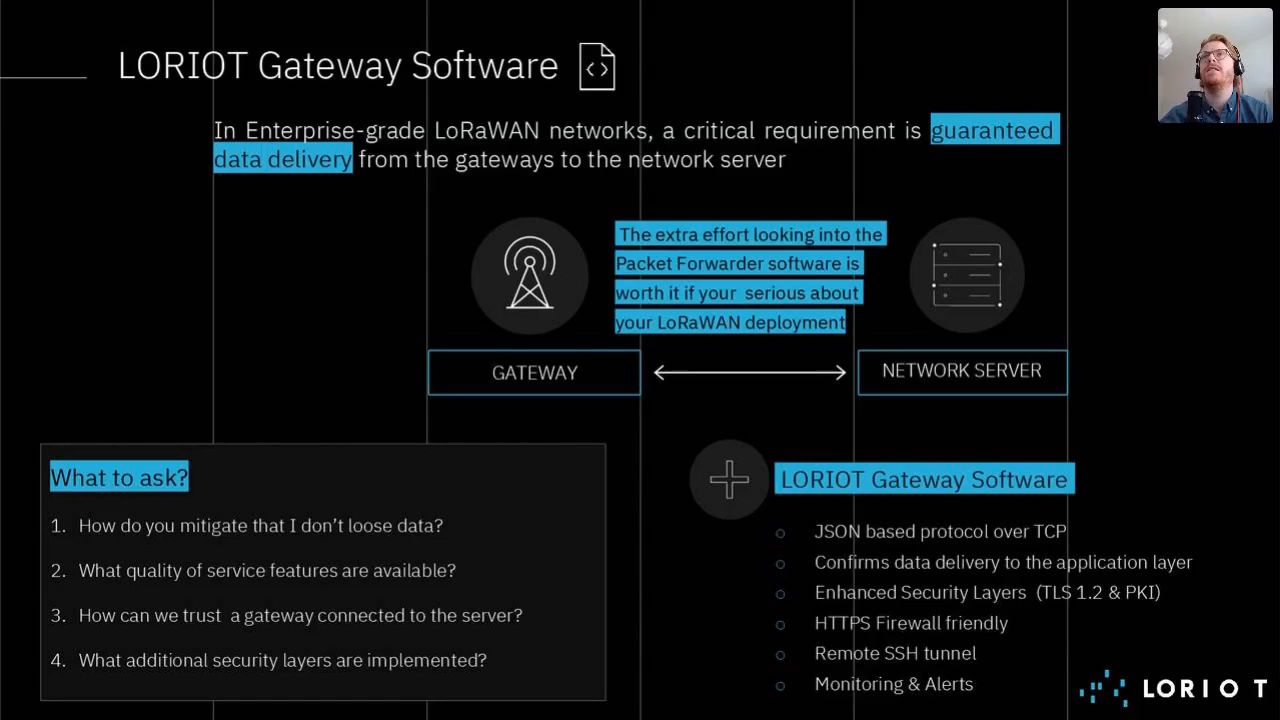 LORIOT Gateway Software
In Enterprise-grade LoRaWAN networks, a critical requirement is guaranteed
data delivery from the gateways to the network server
The extra effort looking into the
Packet Forwarder software is
worth it if your serious about
your LoRaWAN deployment
GATEWAY
NETWORK SERVER
What to ask?
1. How do you mitigate that I don’t loose data?
2. What quality of service features are available?
3. How can we trust a gateway connected to the server?
4. What additional security layers are implemented?
LORIOT Gateway Software
JSON based protocol over TCP
Confirms data delivery to the application layer
Enhanced Security Layers (TLS 1.2 & PKI)
HTTPS Firewall friendly
Remote SSH tunnel
Monitoring & Alerts
LORIOT